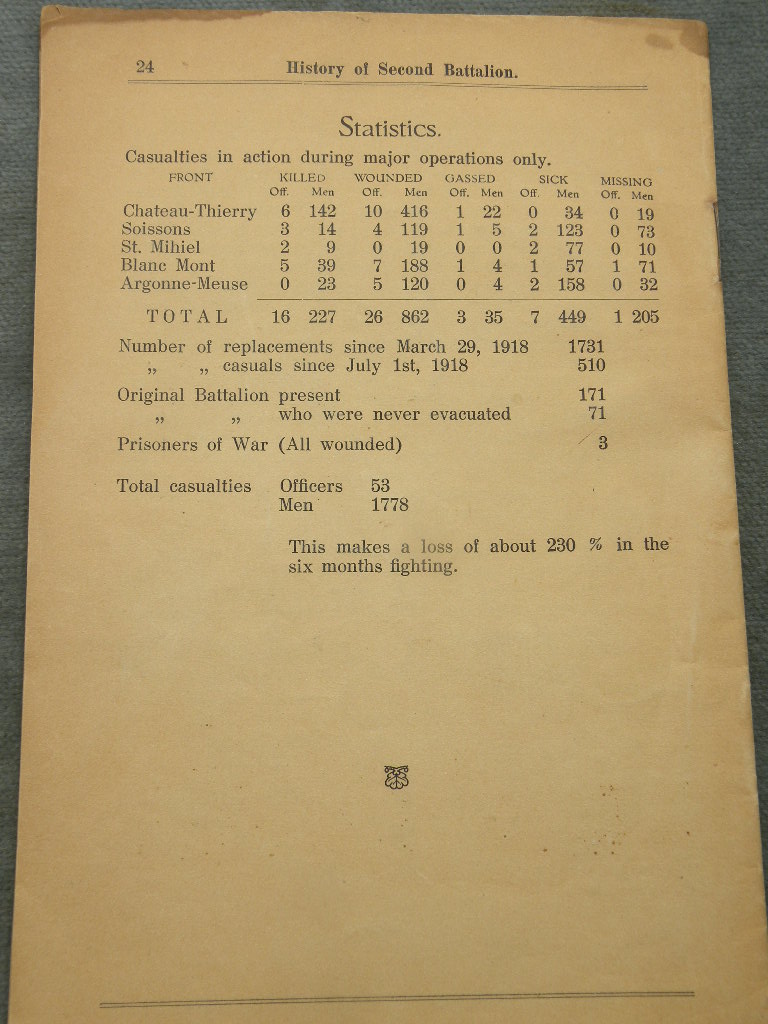 24 History of Second Battalion.
Statistics.
Casualties in action during major operations only.
FRONT KILLED WOUNDED GASSED SICK MISSING
Off. Men Off. Men Off. Men Off. Men Off. Men
Chateau-Thierry 6 142 10 416 1 22 0 34 0 19
Soissons 3 14 4 119 1 5 2 123 0 73
St. Mihiel 2 9 0 19 0 0 2 77 0 10
Blanc Mont 5 39 7 188 1 4 1 57 1 71
Argonne-Meuse 0 23 5 120 0 4 2 158 0 32
TOTAL 16 227 26 862 3 35 7 449 1 205
Number of replacements since March 29, 1918 1731
„ „ casuals since July 1st, 1918 510
Original Battalion present 171
„ „ who were never evacuated 71
Prisoners of War (All wounded) 3
Total casualties Officers 53
Men 1778
This makes a loss of about 230 % in the
six months fighting.